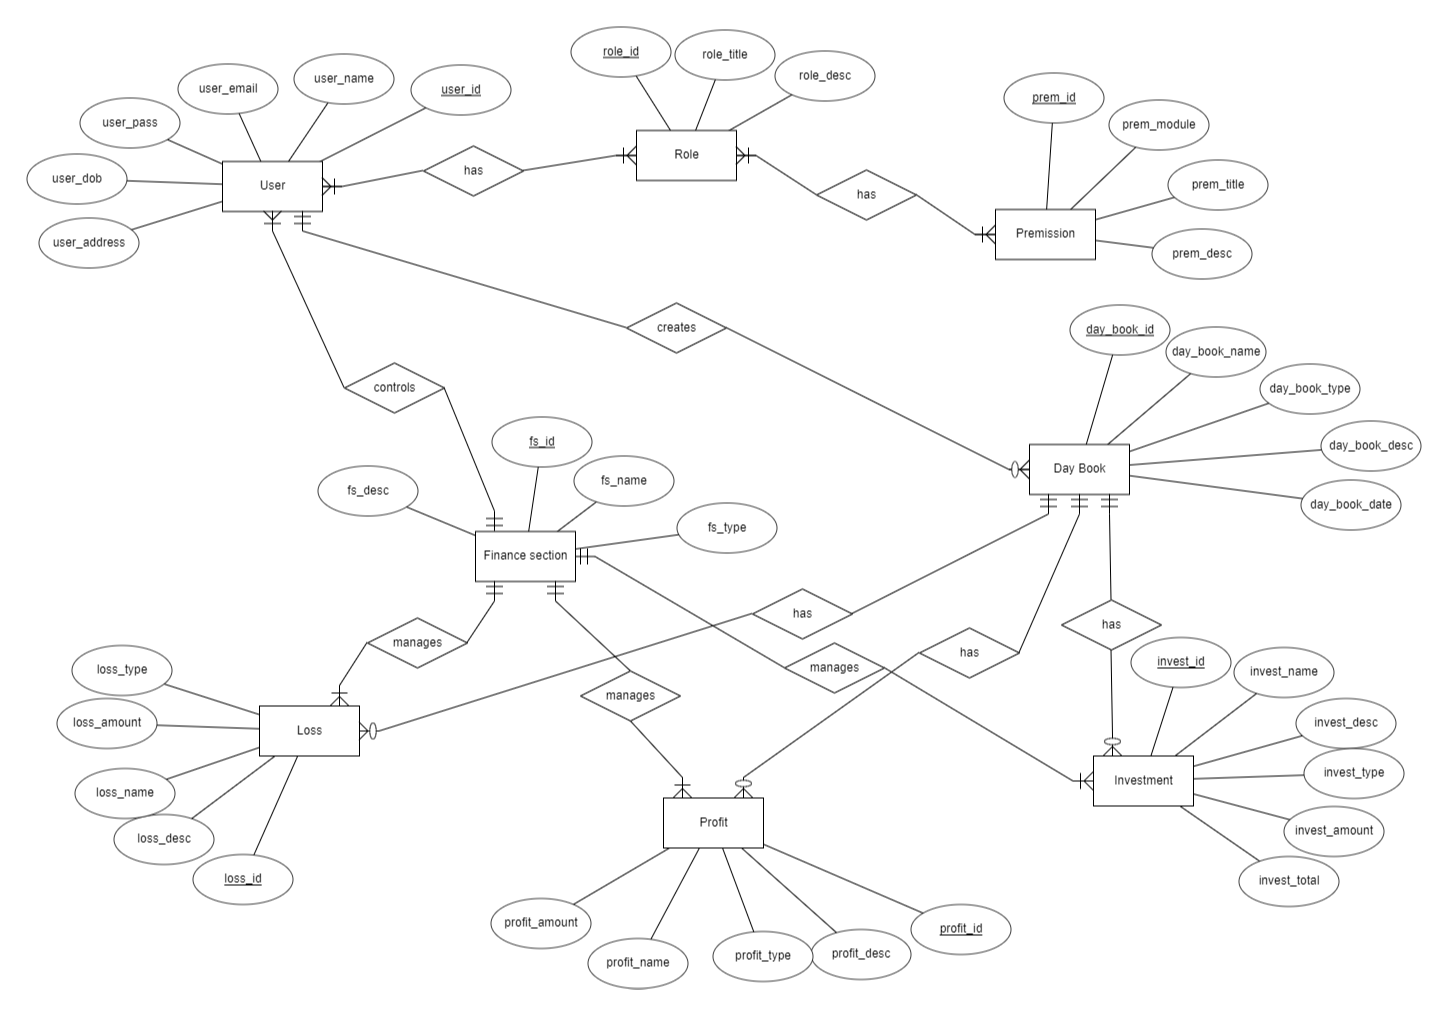 role_id
role_title
role_desc
user_name
user_email
user_id
user_pass
prem_id
prem_module
Role
has
user_dob
User
has
prem_title
Premission
user_address
prem_desc
creates
day_book_id
day_book_name
controls
day_book_type
fs_id
day_book_desc
Day Book
fs_name
fs_desc
day_book_date
fs_type
Finance section
has
has
manages
has
invest_id
loss_type
manages
invest_name
manages
loss_amount
Loss
invest_desc
invest_type
Investment
loss_name
Profit
invest_amount
loss_desc
loss_id
invest_total
profit_amount
profit_id
profit_name
profit_type
profit_desc